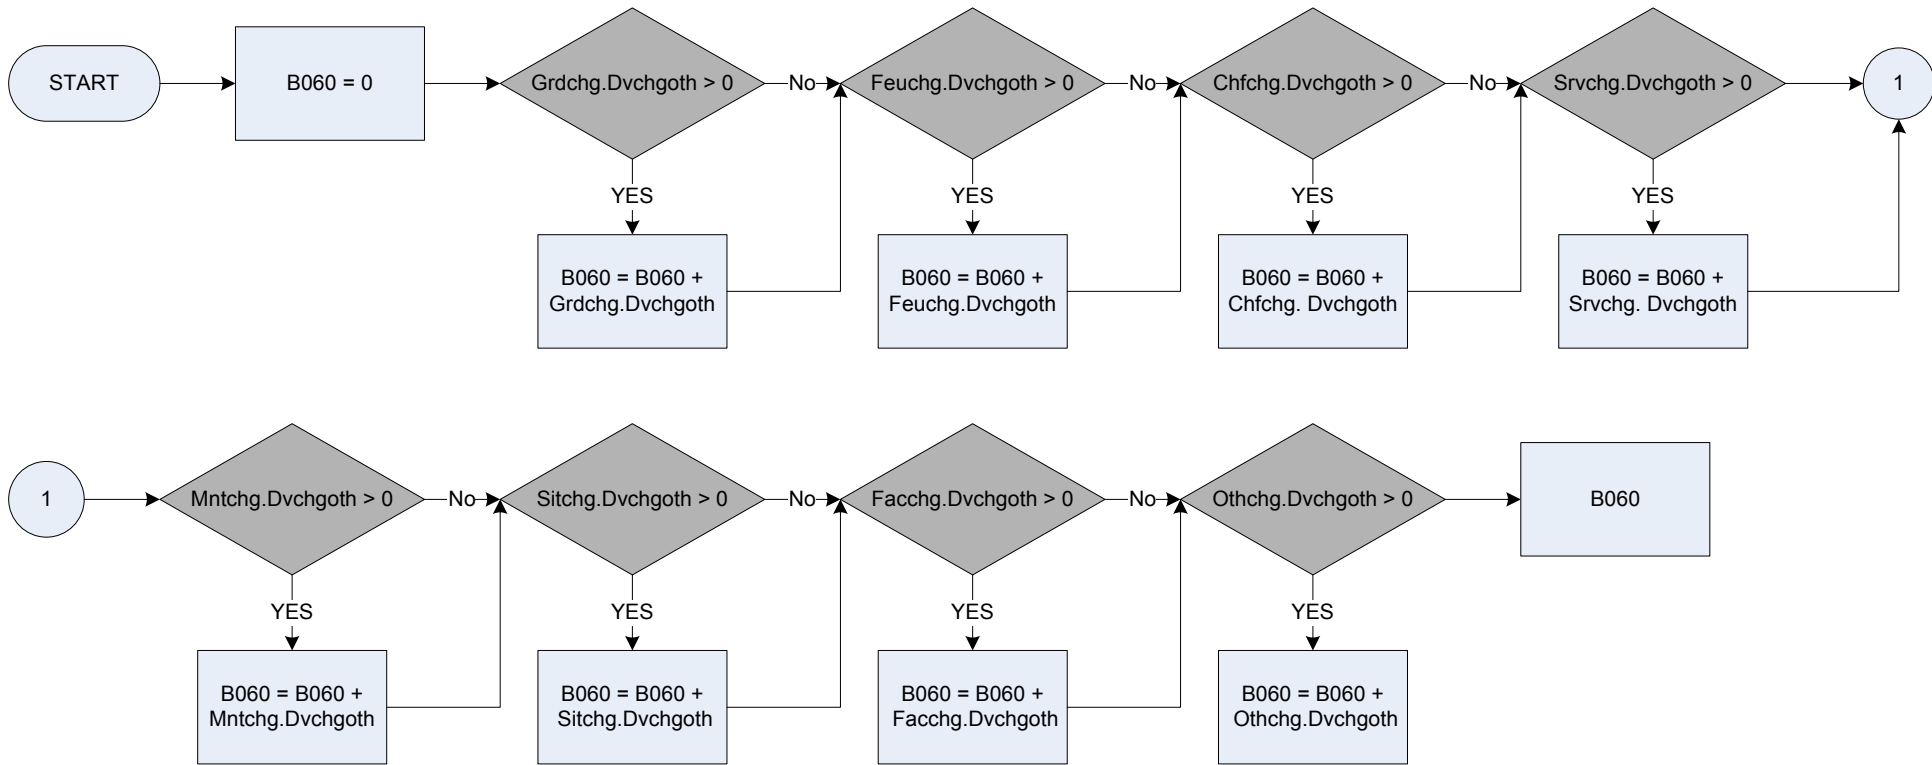 START
B060 = 0
Grdchg.Dvchgoth > 0
No
Feuchg.Dvchgoth > 0
No
Chfchg.Dvchgoth > 0
No
Srvchg.Dvchgoth > 0
1
YES
YES
YES
YES
B060 = B060 +
Grdchg.Dvchgoth
B060 = B060 +
Feuchg.Dvchgoth
B060 = B060 +
Chfchg. Dvchgoth
B060 = B060 +
Srvchg. Dvchgoth
1
Mntchg.Dvchgoth > 0
No
Sitchg.Dvchgoth > 0
No
Facchg.Dvchgoth > 0
No
Othchg.Dvchgoth > 0
B060
YES
YES
YES
YES
B060 = B060 +
Mntchg.Dvchgoth
B060 = B060 +
Sitchg.Dvchgoth
B060 = B060 +
Facchg.Dvchgoth
B060 = B060 +
Othchg.Dvchgoth